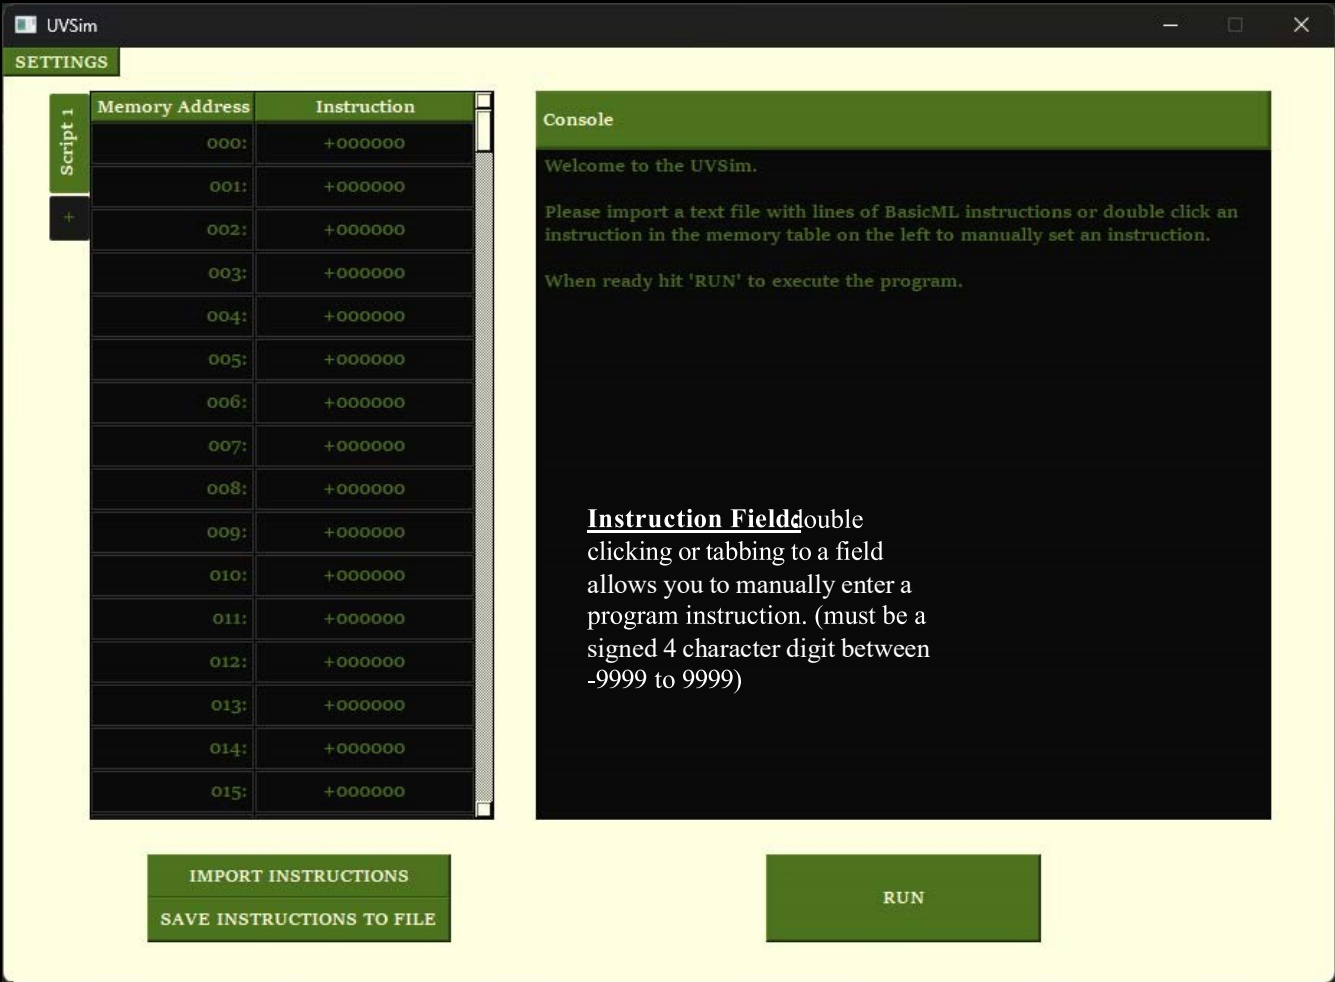 UVSim
SETTINGS
Script 1
+
Memory Address Instruction
000: +000000
001: +000000
002: +000000
003: +000000
004: +000000
005: +000000
006: +000000
007: +000000
008: +000000
009: +000000
010: +000000
011: +000000
012: +000000
013: +000000
014: +000000
015: +000000
IMPORT INSTRUCTIONS
SAVE INSTRUCTIONS TO FILE
Console
Welcome to the UVSim.
Please import a text file with lines of BasicML instructions or double click an
instruction in the memory table on the left to manually set an instruction.
When ready hit 'RUN' to execute the program.
Instruction Field: double
clicking or tabbing to a field
allows you to manually enter a
program instruction. (must be a
signed 4 character digit between
-9999 to 9999)
RUN